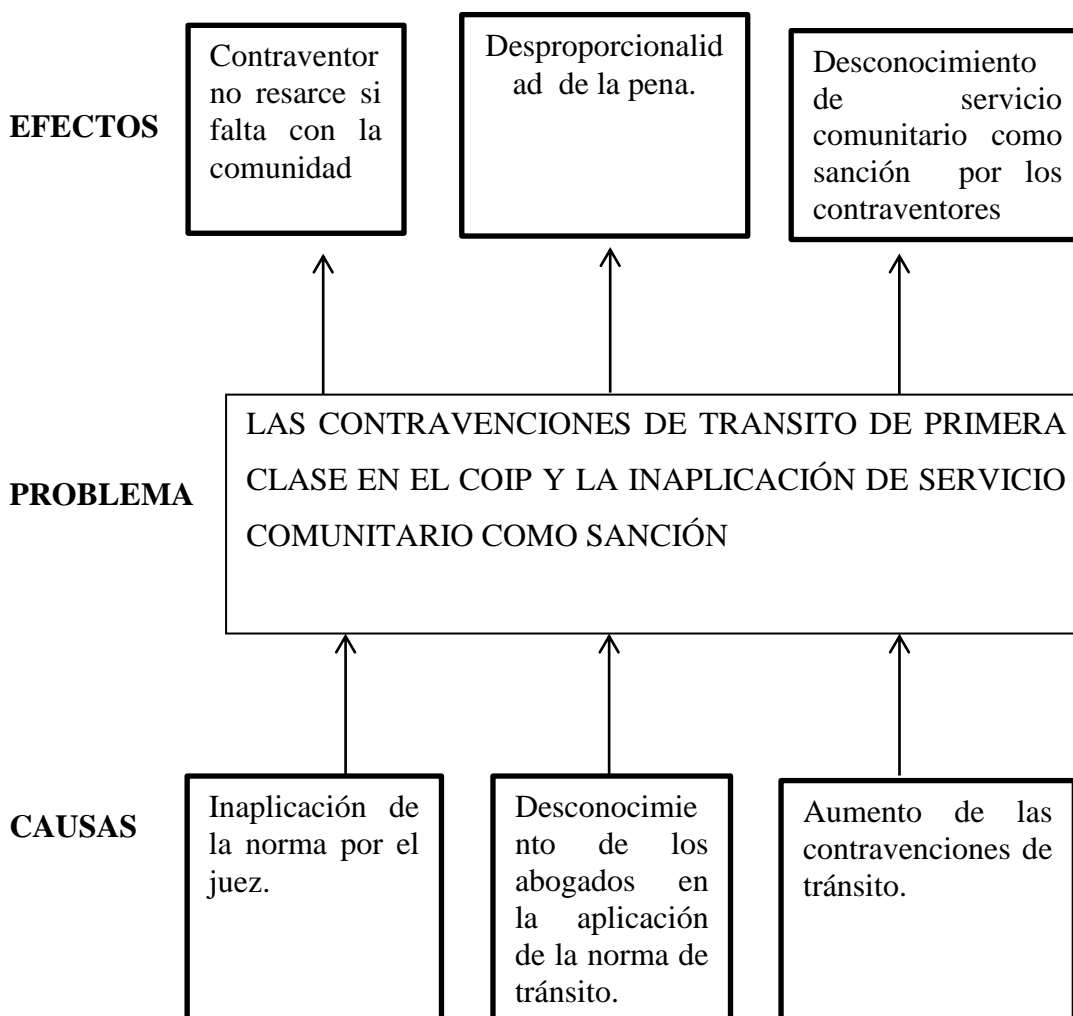 EFECTOS
Contraventor
no resarce si
falta con la
comunidad
Desproporcionalid
ad de la pena.
Desconocimiento
de servicio
comunitario como
sanción por los
contraventores
PROBLEMA
LAS CONTRAVENCIONES DE TRANSITO DE PRIMERA
CLASE EN EL COIP Y LA INAPLICACIÓN DE SERVICIO
COMUNITARIO COMO SANCIÓN
CAUSAS
Inaplicación de
la norma por el
juez.
Desconocimie
nto de los
abogados en
la aplicación
de la norma de
tránsito.
Aumento de las
contravenciones de
tránsito.